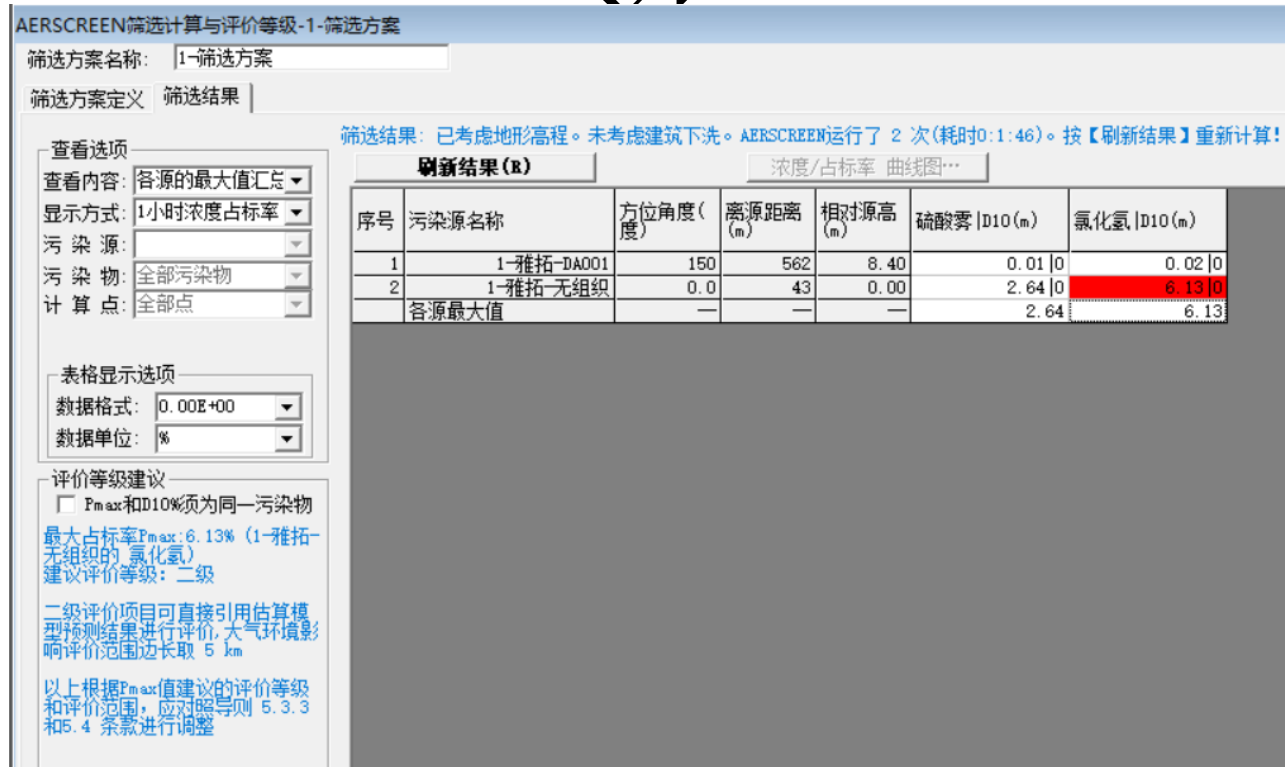 AERSCREEN筛选计算与评价等级-1-筛选方案
筛选方案名称: 1-筛选方案
筛选方案定义 筛选结果
筛选结果: 已考虑地形高程。未考虑建筑下洗。AERSCREEN运行了 2 次(耗时0:1:46)。按【刷新结果】重新计算!
刷新结果(R) 浓度/占标率 曲线图…
查看选项
查看内容: 各源的最大值汇总
显示方式: 1小时浓度占标率
污 染 源:
污 染 物: 全部污染物
计 算 点: 全部点
序号 污染源名称 方位角度(度) 离源距离(m) 相对源高(m) 硫酸雾|D10(m) 氯化氢|D10(m)
1 1-雅拓-DA001 150 562 8.40 0.01|0 0.02|0
2 1-雅拓-无组织 0.0 43 0.00 2.64|0 6.13|0
各源最大值 — — — 2.64 6.13
表格显示选项
数据格式: 0.00E+00
数据单位: %
评价等级建议
Pmax和D10%须为同一污染物
最大占标率Pmax:6.13% (1-雅拓-
无组织的 氯化氢)
建议评价等级: 二级
二级评价项目可直接引用估算模
型预测结果进行评价,大气环境影
响评价范围边长取 5 km
以上根据Pmax值建议的评价等级
和评价范围, 应对照导则 5.3.3
和5.4 条款进行调整